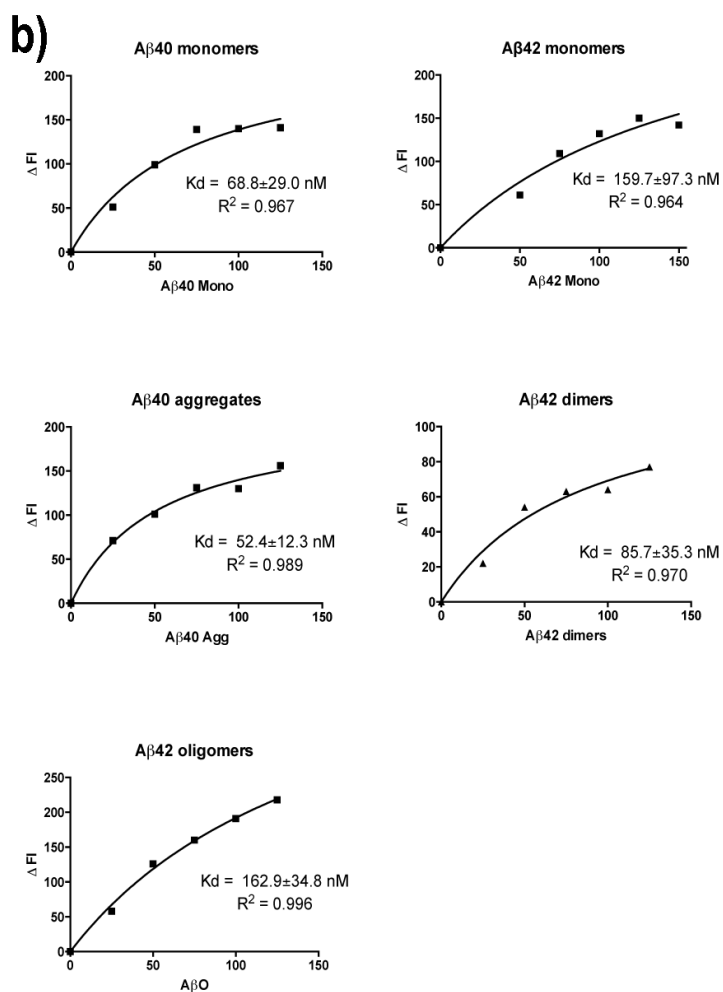 b)
Aβ40 monomers
200
150
100
50
0
Δ FI
Kd = 68.8±29.0 nM
R² = 0.967
0 50 100 150
Aβ40 Mono
Aβ42 monomers
200
150
100
50
0
Δ FI
Kd = 159.7±97.3 nM
R² = 0.964
0 50 100 150
Aβ42 Mono
Aβ40 aggregates
200
150
100
50
0
Δ FI
Kd = 52.4±12.3 nM
R² = 0.989
0 50 100 150
Aβ40 Agg
Aβ42 dimers
100
80
60
40
20
0
Δ FI
Kd = 85.7±35.3 nM
R² = 0.970
0 50 100 150
Aβ42 dimers
Aβ42 oligomers
250
200
150
100
50
0
Δ FI
Kd = 162.9±34.8 nM
R² = 0.996
0 50 100 150
AβO